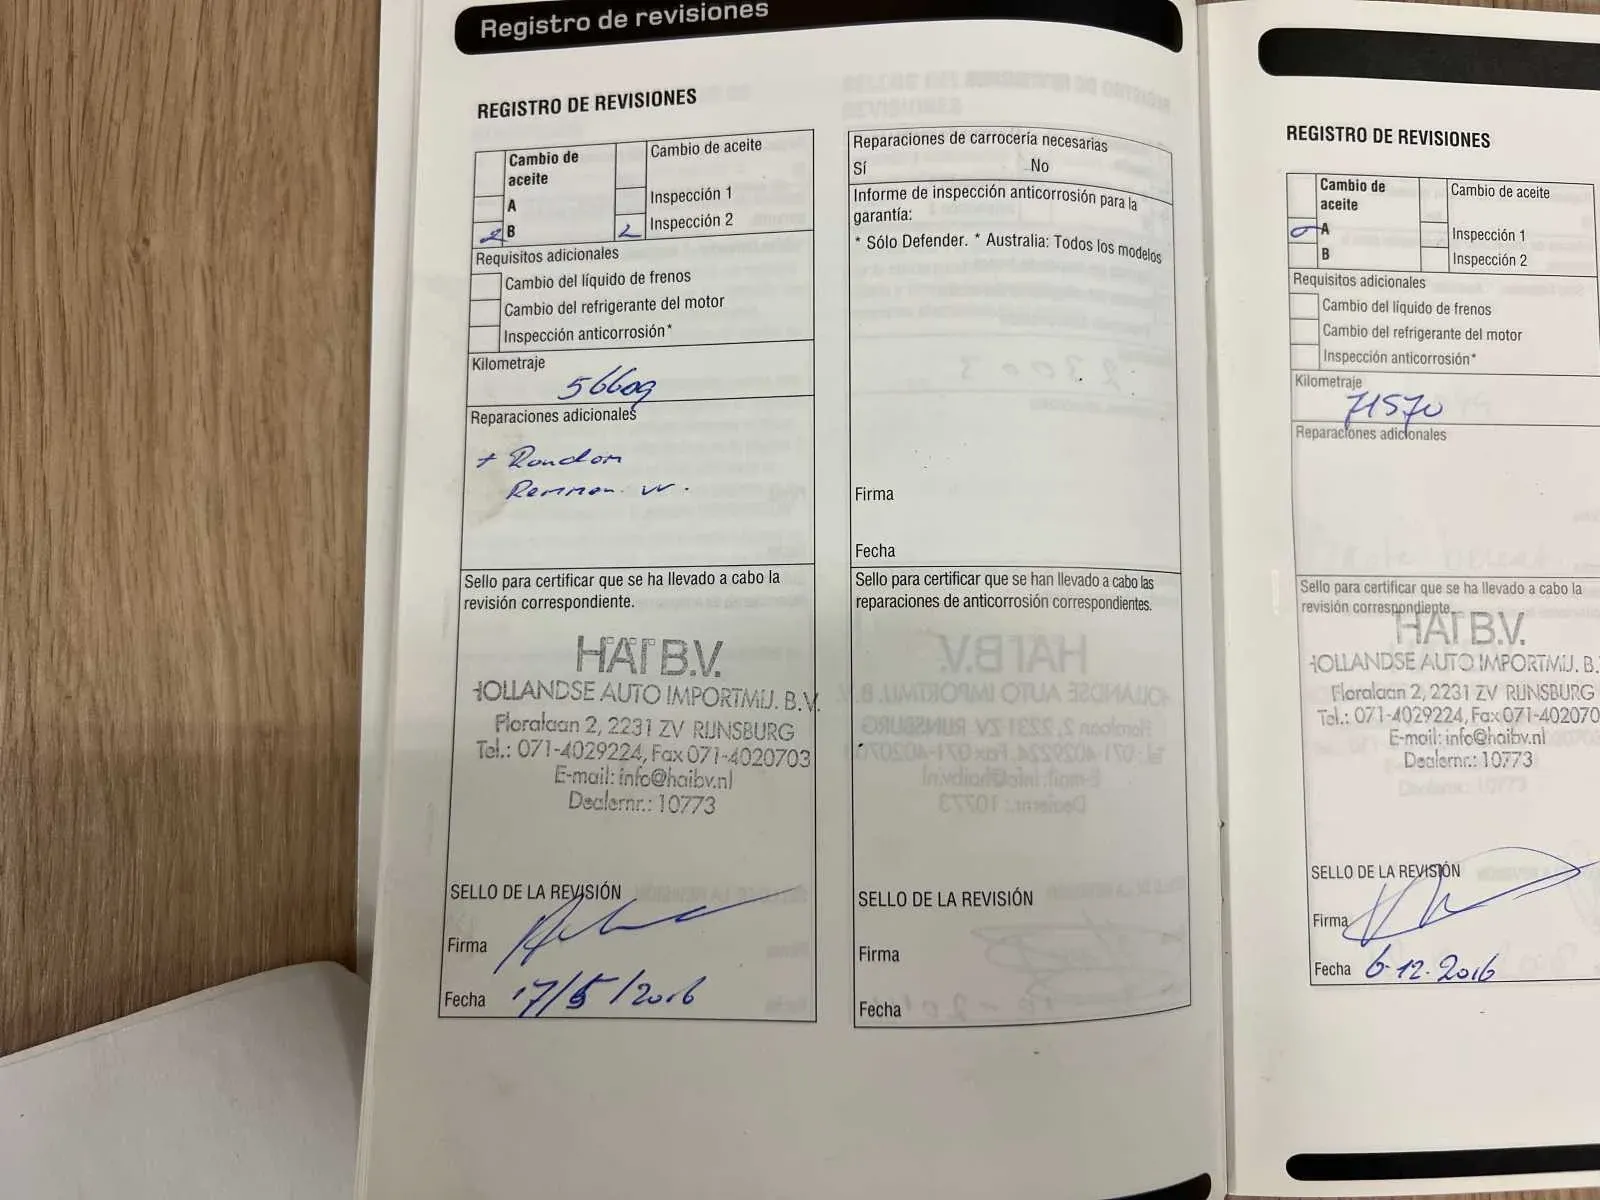 Registro de revisiones
REGISTRO DE REVISIONES
Cambio de
aceite
A
B
Cambio de aceite
Inspección 1
Inspección 2
Requisitos adicionales
Cambio del líquido de frenos
Cambio del refrigerante del motor
Inspección anticorrosión*
Kilometraje
56609
Reparaciones adicionales
+ Rondom
Remmen. vv.
Sello para certificar que se ha llevado a cabo la
revisión correspondiente.
HAI B.V.
HOLLANDSE AUTO IMPORTMIJ. B.V.
Floralaan 2, 2231 ZV RIJNSBURG
Tel.: 071-4029224, Fax 071-4020703
E-mail: info@haibv.nl
Dealernr.: 10773
SELLO DE LA REVISIÓN
Firma
Fecha 17/5/2016
Reparaciones de carrocería necesarias
Sí No
Informe de inspección anticorrosión para la
garantía:
* Sólo Defender. * Australia: Todos los modelos
Firma
Fecha
Sello para certificar que se han llevado a cabo las
reparaciones de anticorrosión correspondientes.
SELLO DE LA REVISIÓN
Firma
Fecha
REGISTRO DE REVISIONES
Cambio de
aceite
A
B
Cambio de aceite
Inspección 1
Inspección 2
Requisitos adicionales
Cambio del líquido de frenos
Cambio del refrigerante del motor
Inspección anticorrosión*
Kilometraje
71570
Reparaciones adicionales
Sello para certificar que se ha llevado a cabo la
revisión correspondiente.
HAI B.V.
HOLLANDSE AUTO IMPORTMIJ. B.
Floralaan 2, 2231 ZV RIJNSBURG
Tel.: 071-4029224, Fax 071-402070
E-mail: info@haibv.nl
Dealernr.: 10773
SELLO DE LA REVISIÓN
Firma
Fecha 6-12-2016